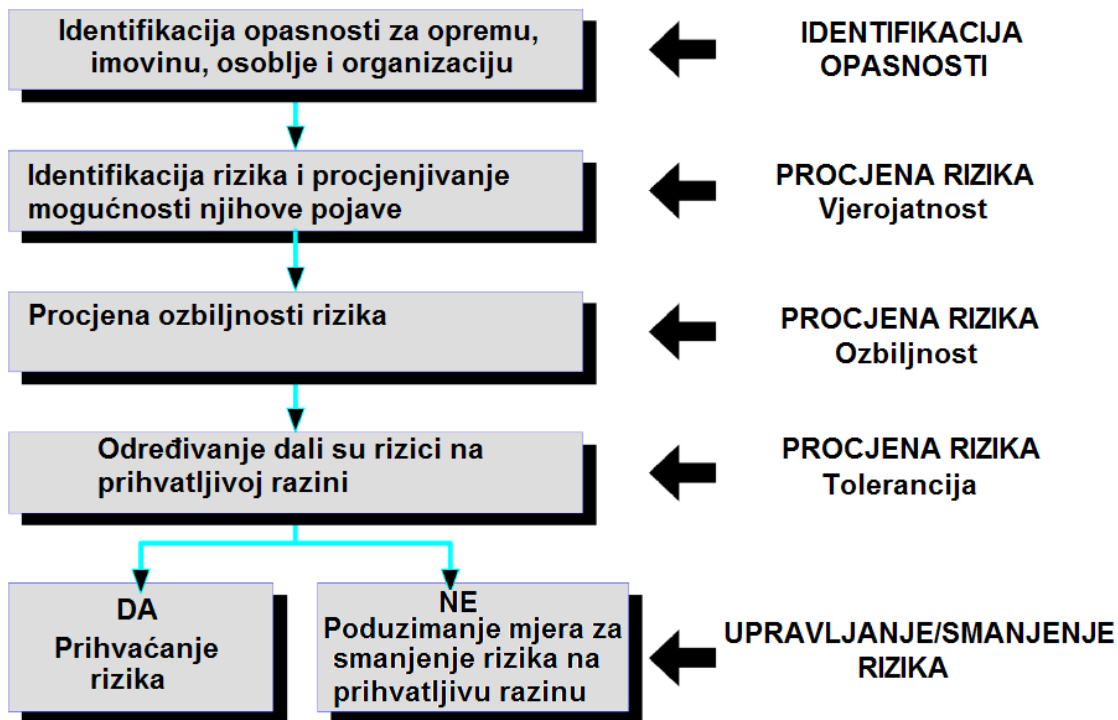 Identifikacija opasnosti za opremu,
imovinu, osoblje i organizaciju
IDENTIFIKACIJA
OPASNOSTI
Identifikacija rizika i procjenjivanje
mogućnosti njihove pojave
PROCJENA RIZIKA
Vjerojatnost
Procjena ozbiljnosti rizika
PROCJENA RIZIKA
Ozbiljnost
Određivanje dali su rizici na
prihvatljivoj razini
PROCJENA RIZIKA
Tolerancija
DA
Prihvaćanje
rizika
NE
Poduzimanje mjera za
smanjenje rizika na
prihvatljivu razinu
UPRAVLJANJE/SMANJENJE
RIZIKA